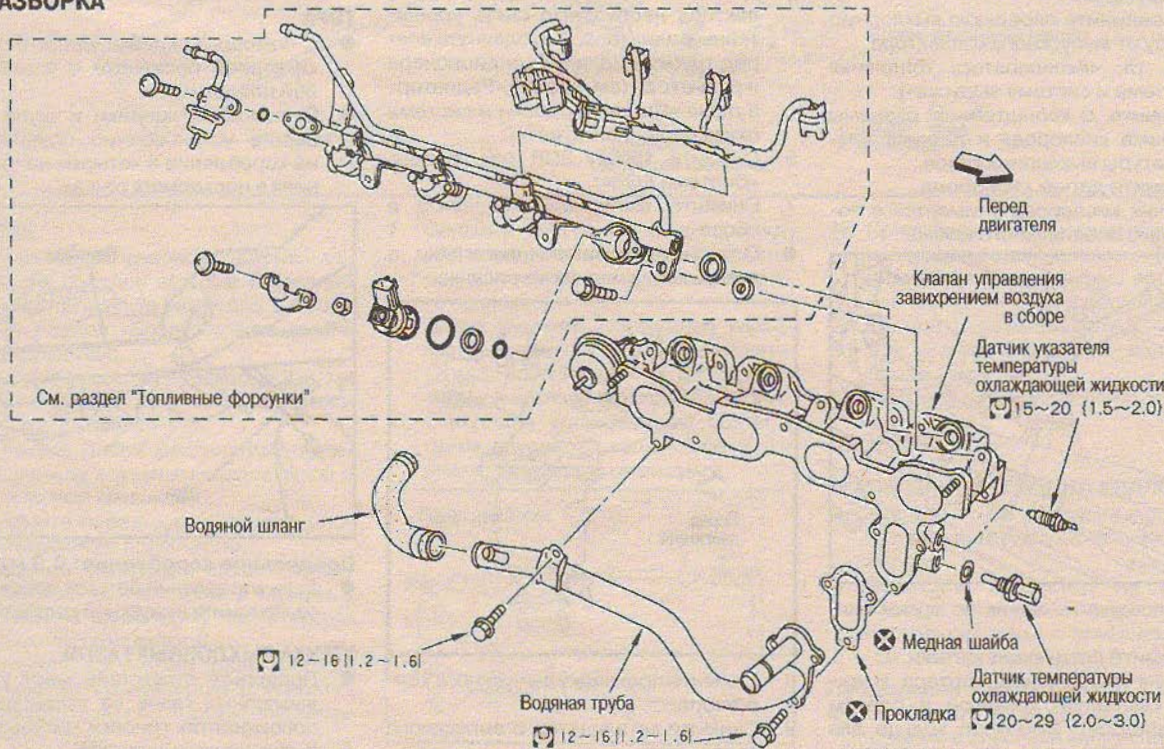 АЗБОРКА
Перед
двигателя
Клапан управления
завихрением воздуха
в сборе
Датчик указателя
температуры
охлаждающей жидкости
15~20 {1.5~2.0}
См. раздел "Топливные форсунки"
Водяной шланг
Медная шайба
12~16{1.2~1.6}
Датчик температуры
охлаждающей жидкости
20~29 {2.0~3.0}
Водяная труба
Прокладка
12~16{1.2~1.6}